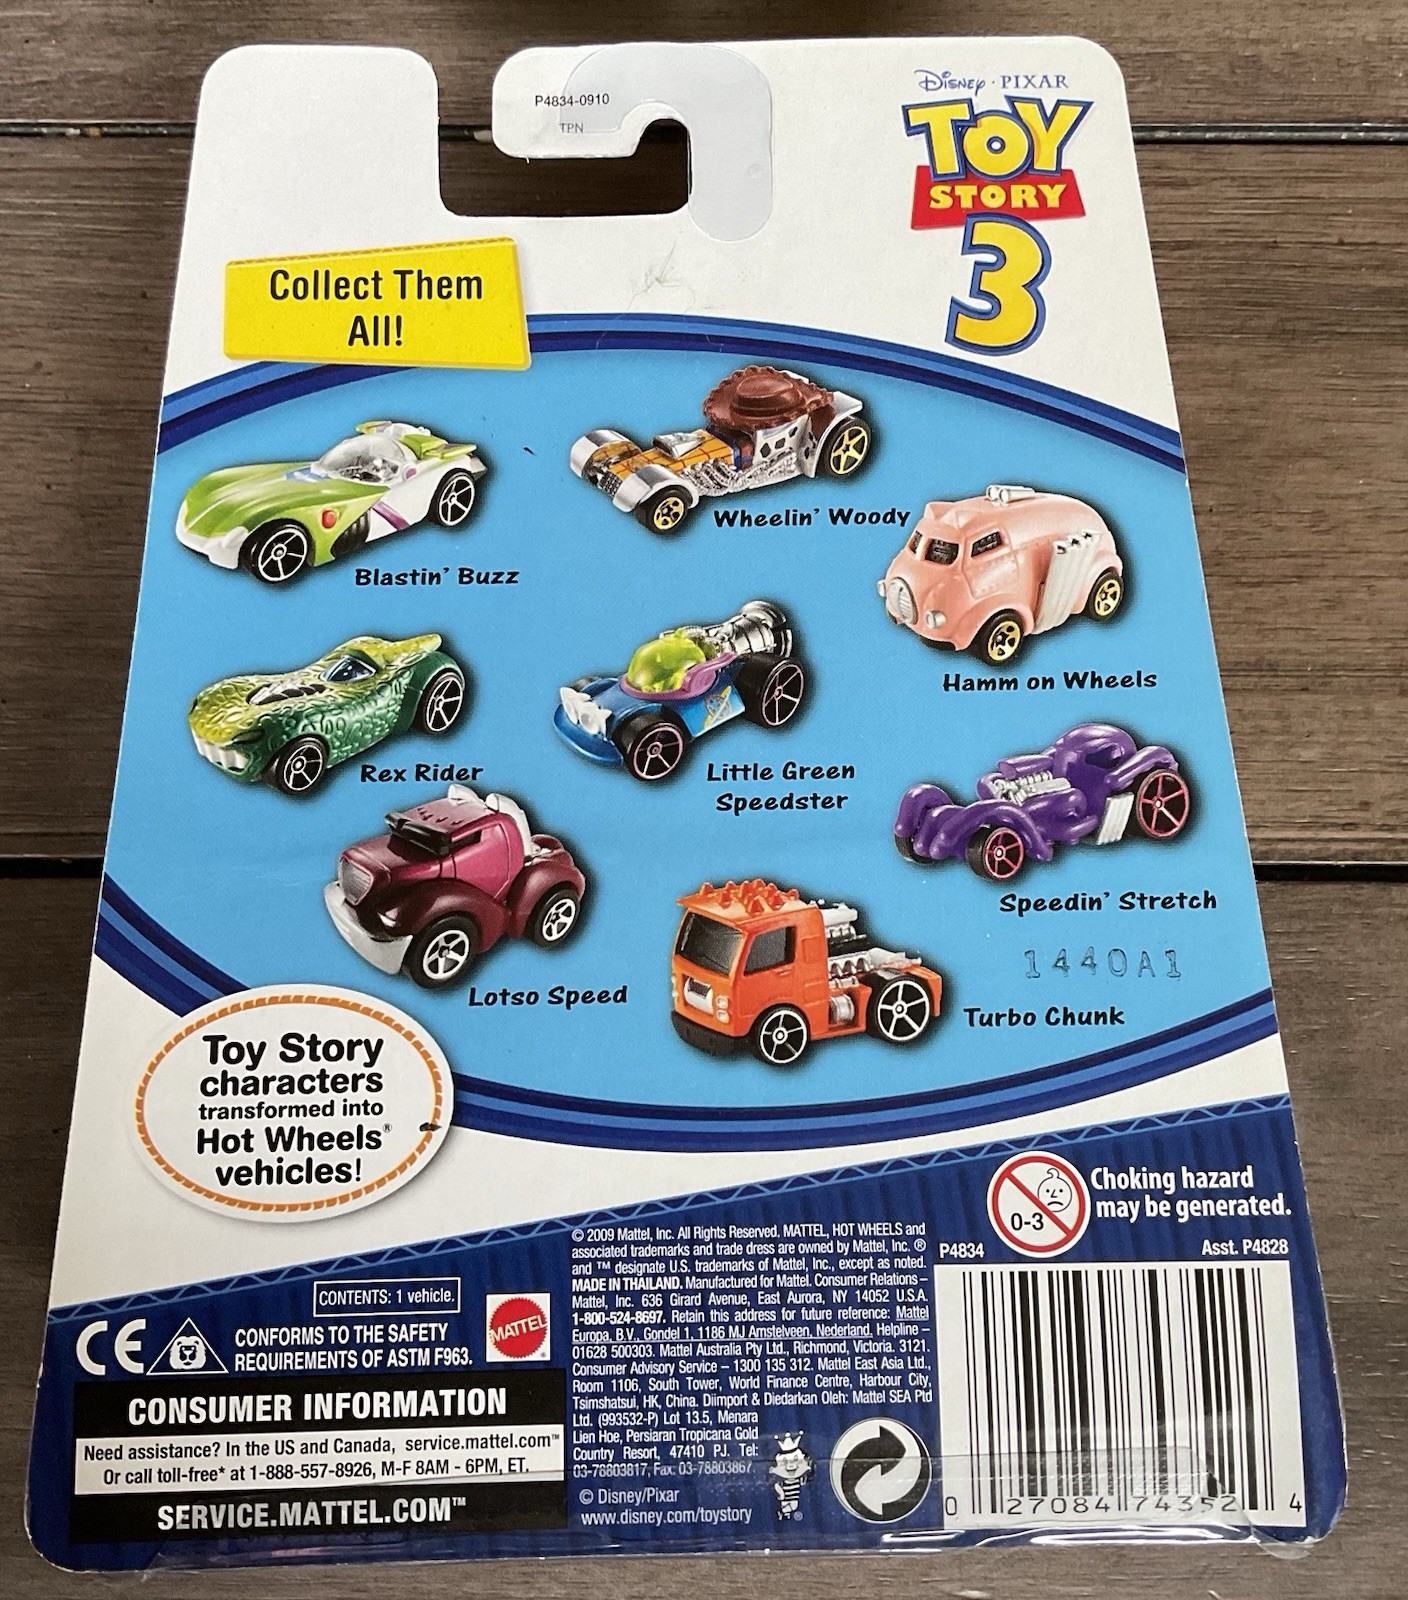 P4834-0910
TPN
Disney · PIXAR
TOY
STORY
3
Collect Them
All!
Wheelin' Woody
Blastin' Buzz
Hamm on Wheels
Rex Rider
Little Green
Speedster
Speedin' Stretch
1440A1
Lotso Speed
Turbo Chunk
Toy Story
characters
transformed into
Hot Wheels®
vehicles!
0-3
Choking hazard
may be generated.
P4834
Asst. P4828
CONTENTS: 1 vehicle.
CE
CONFORMS TO THE SAFETY
REQUIREMENTS OF ASTM F963.
MATTEL®
CONSUMER INFORMATION
Need assistance? In the US and Canada, service.mattel.com™
Or call toll-free* at 1-888-557-8926, M-F 8AM - 6PM, ET.
SERVICE.MATTEL.COM™
© 2009 Mattel, Inc. All Rights Reserved. MATTEL, HOT WHEELS and
associated trademarks and trade dress are owned by Mattel, Inc. ®
and ™ designate U.S. trademarks of Mattel, Inc., except as noted.
MADE IN THAILAND. Manufactured for Mattel. Consumer Relations –
Mattel, Inc. 636 Girard Avenue, East Aurora, NY 14052 U.S.A.
1-800-524-8697. Retain this address for future reference: Mattel
Europa, B.V., Gondel 1, 1186 MJ Amstelveen, Nederland. Helpline –
01628 500303. Mattel Australia Pty Ltd., Richmond, Victoria. 3121.
Consumer Advisory Service – 1300 135 312. Mattel East Asia Ltd.,
Room 1106, South Tower, World Finance Centre, Harbour City,
Tsimshatsui, HK, China. Diimport & Diedarkan Oleh: Mattel SEA Ptd
Ltd. (993532-P) Lot 13.5, Menara
Lien Hoe, Persiaran Tropicana Golf
Country Resort, 47410 PJ. Tel:
03-78803817, Fax: 03-78803867.
© Disney/Pixar
www.disney.com/toystory
0 27084 74352 4